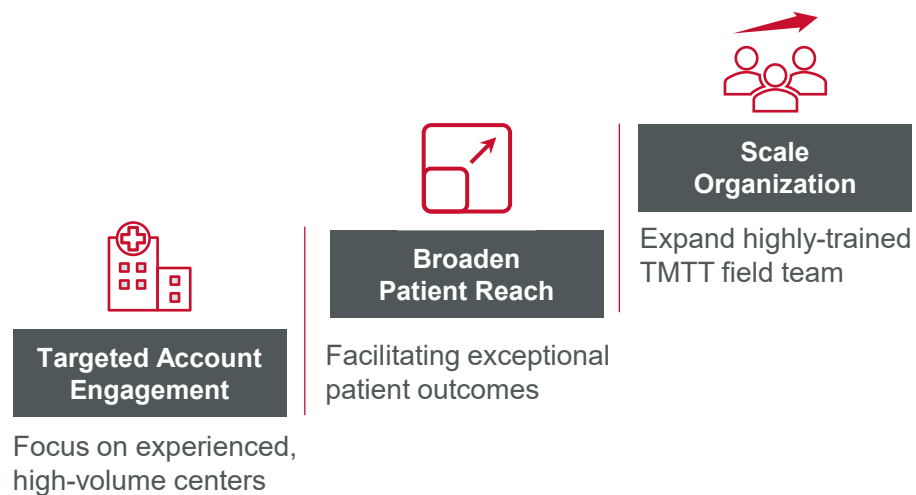 Targeted Account
Engagement
Focus on experienced,
high-volume centers
Broaden
Patient Reach
Facilitating exceptional
patient outcomes
Scale
Organization
Expand highly-trained
TMTT field team